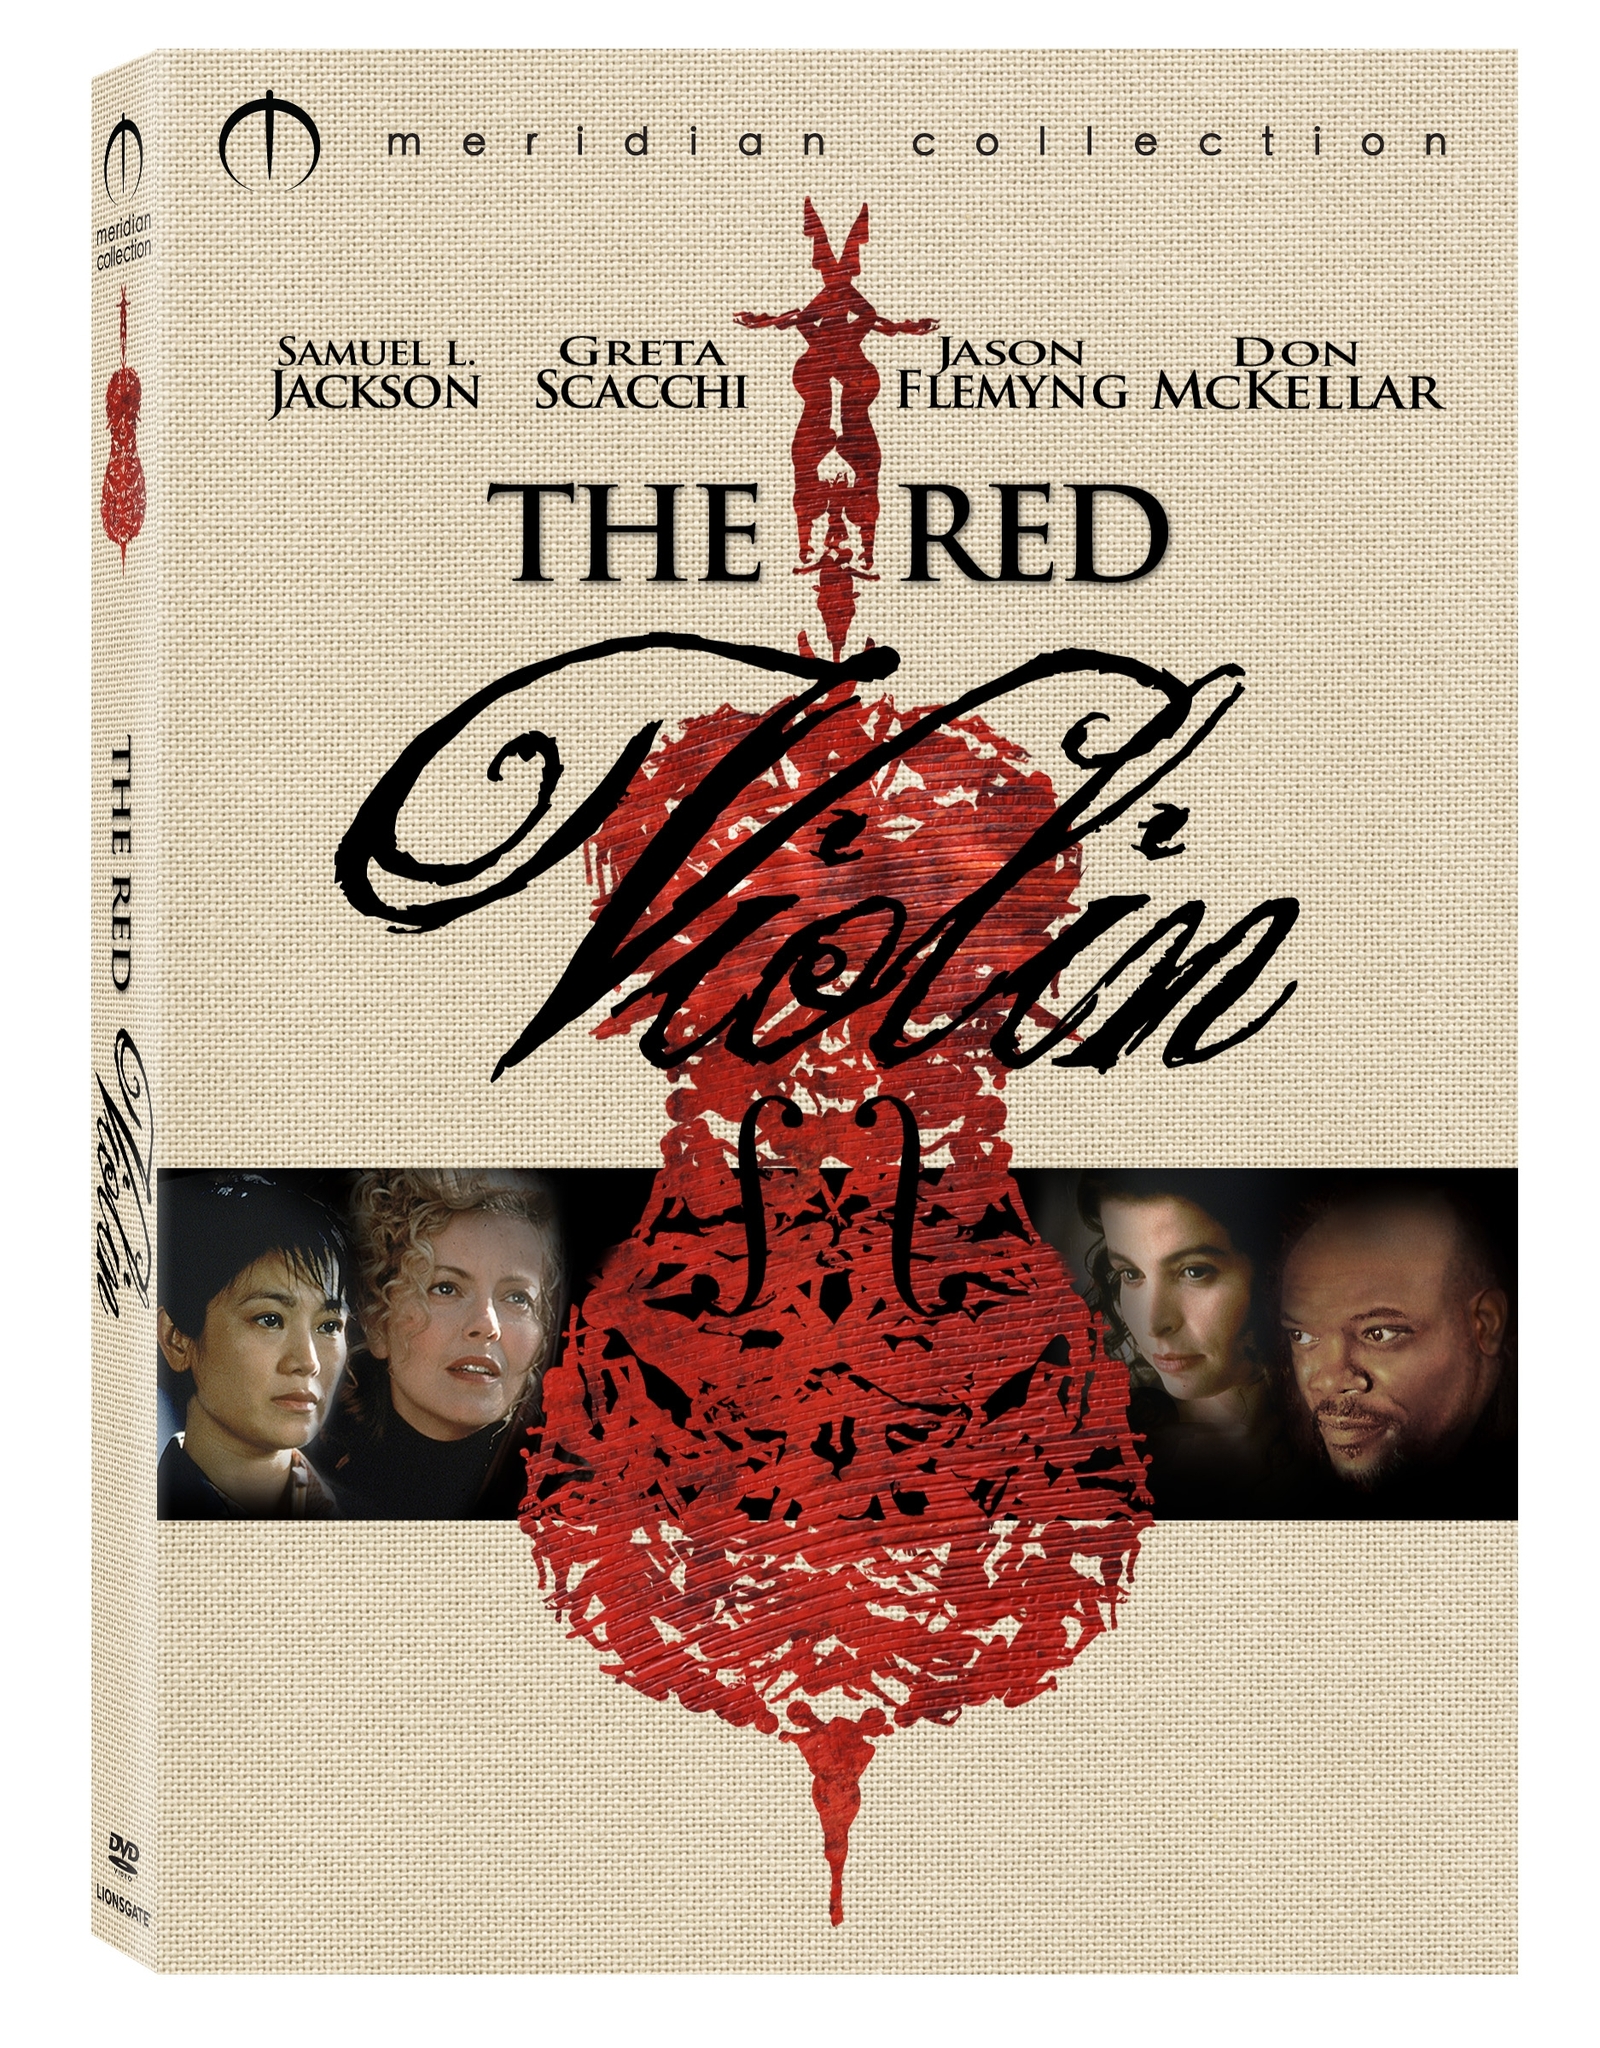 meridian collection
SAMUEL L. JACKSON
GRETA SCACCHI
JASON FLEMYNG
DON MCKELLAR
THE RED
Violin
meridian
collection
THE RED Violin
DVD
VIDEO
LIONSGATE